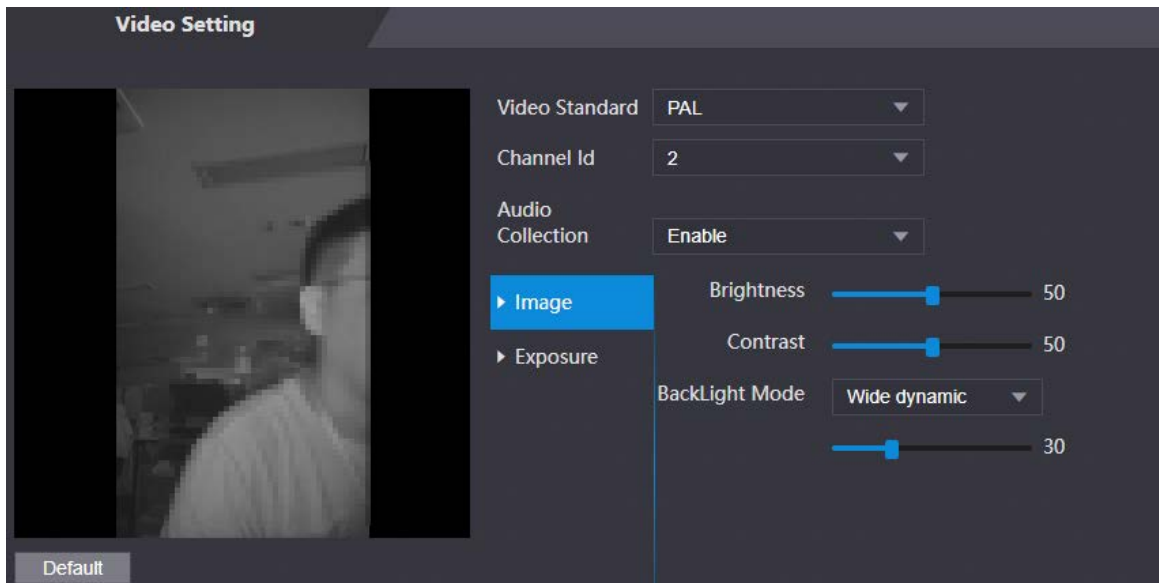 Video Setting
Video Standard PAL
Channel Id 2
Audio
Collection Enable
Image
Exposure
Brightness 50
Contrast 50
BackLight Mode Wide dynamic
30
Default